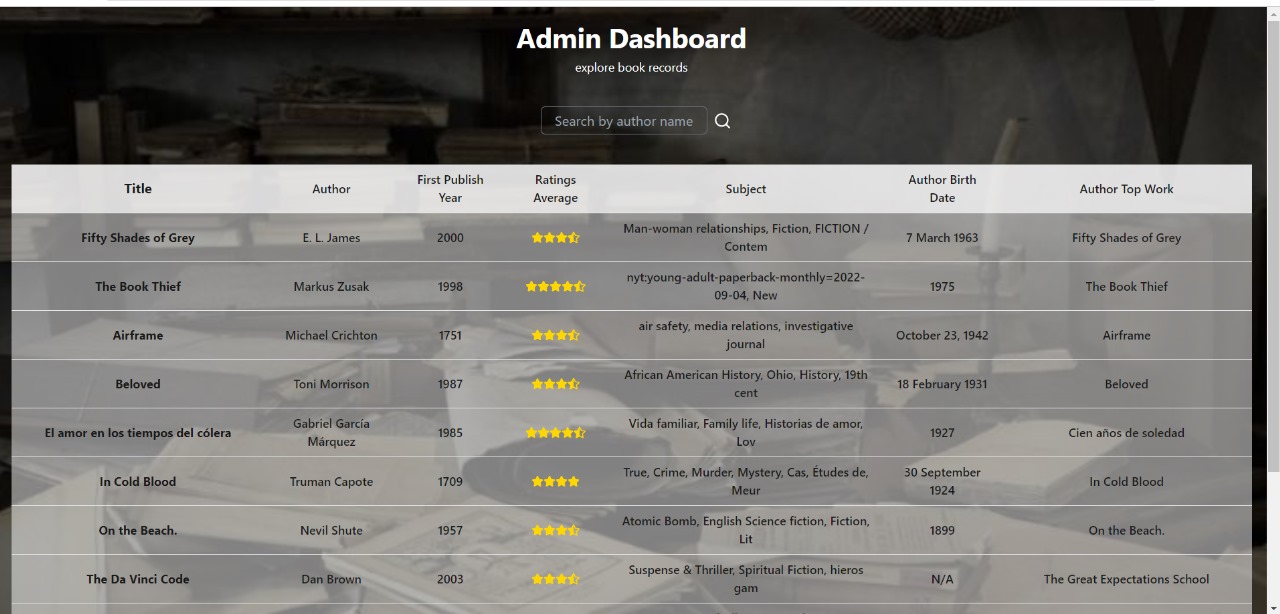 Admin Dashboard
explore book records
Search by author name
Title Author First Publish Year Ratings Average Subject Author Birth Date Author Top Work
Fifty Shades of Grey E. L. James 2000 Man-woman relationships, Fiction, FICTION / Contem 7 March 1963 Fifty Shades of Grey
The Book Thief Markus Zusak 1998 nyt:young-adult-paperback-monthly=2022-09-04, New 1975 The Book Thief
Airframe Michael Crichton 1751 air safety, media relations, investigative journal October 23, 1942 Airframe
Beloved Toni Morrison 1987 African American History, Ohio, History, 19th cent 18 February 1931 Beloved
El amor en los tiempos del cólera Gabriel García Márquez 1985 Vida familiar, Family life, Historias de amor, Lov 1927 Cien años de soledad
In Cold Blood Truman Capote 1709 True, Crime, Murder, Mystery, Cas, Études de, Meur 30 September 1924 In Cold Blood
On the Beach. Nevil Shute 1957 Atomic Bomb, English Science fiction, Fiction, Lit 1899 On the Beach.
The Da Vinci Code Dan Brown 2003 Suspense & Thriller, Spiritual Fiction, hieros gam N/A The Great Expectations School